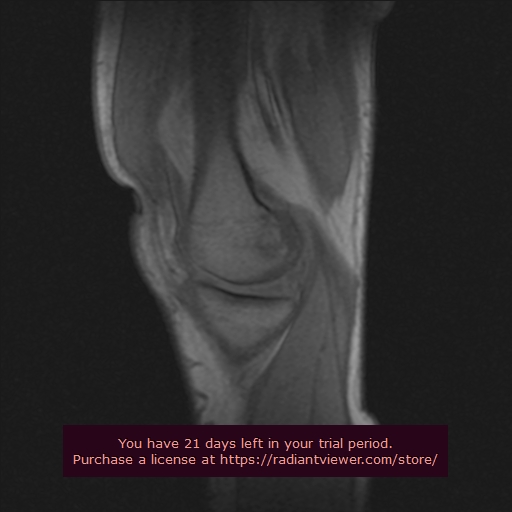 You have 21 days left in your trial period.
Purchase a license at https://radiantviewer.com/store/